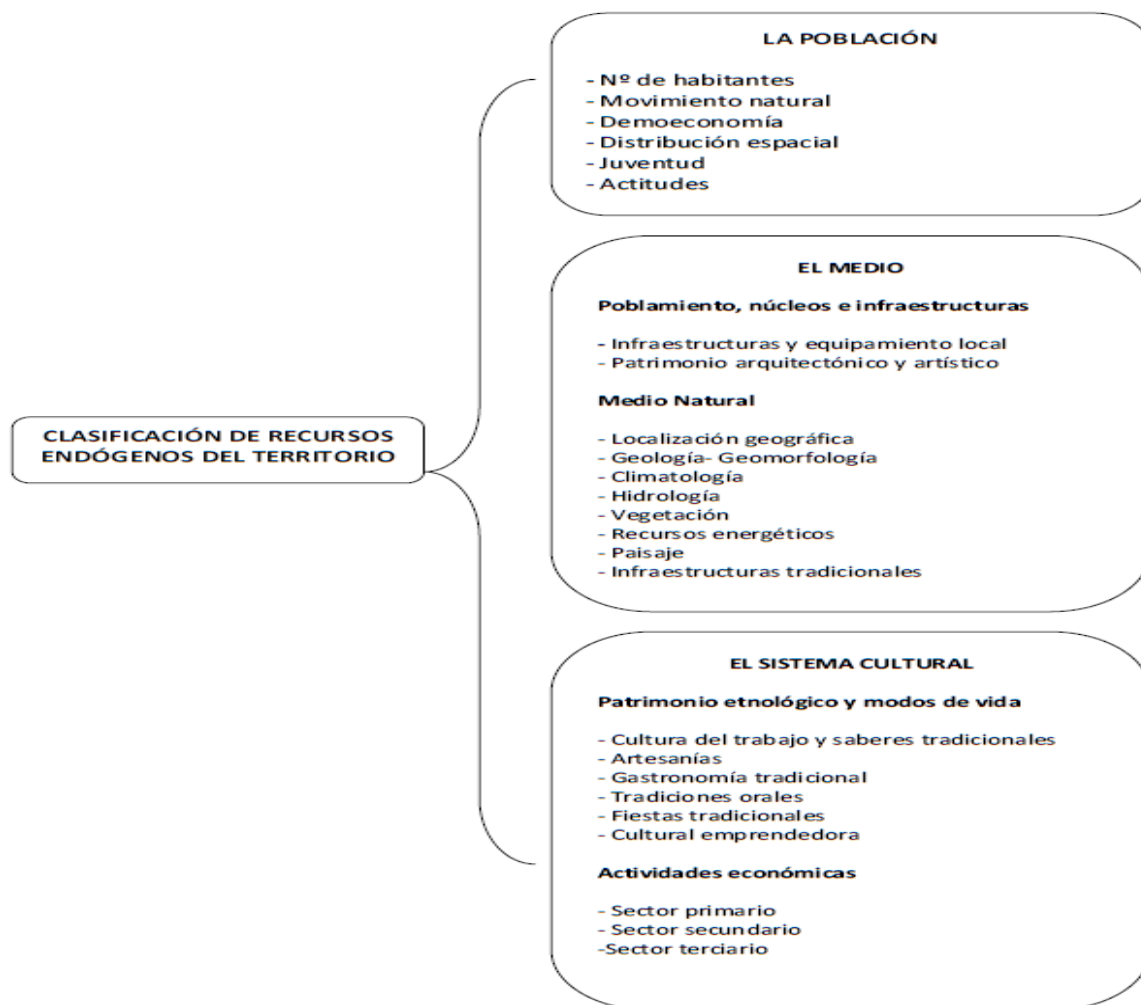 CLASIFICACIÓN DE RECURSOS
ENDÓGENOS DEL TERRITORIO
LA POBLACIÓN
- Nº de habitantes
- Movimiento natural
- Demoeconomía
- Distribución espacial
- Juventud
- Actitudes
EL MEDIO
Poblamiento, núcleos e infraestructuras
- Infraestructuras y equipamiento local
- Patrimonio arquitectónico y artístico
Medio Natural
- Localización geográfica
- Geología- Geomorfología
- Climatología
- Hidrología
- Vegetación
- Recursos energéticos
- Paisaje
- Infraestructuras tradicionales
EL SISTEMA CULTURAL
Patrimonio etnológico y modos de vida
- Cultura del trabajo y saberes tradicionales
- Artesanías
- Gastronomía tradicional
- Tradiciones orales
- Fiestas tradicionales
- Cultural emprendedora
Actividades económicas
- Sector primario
- Sector secundario
-Sector terciario